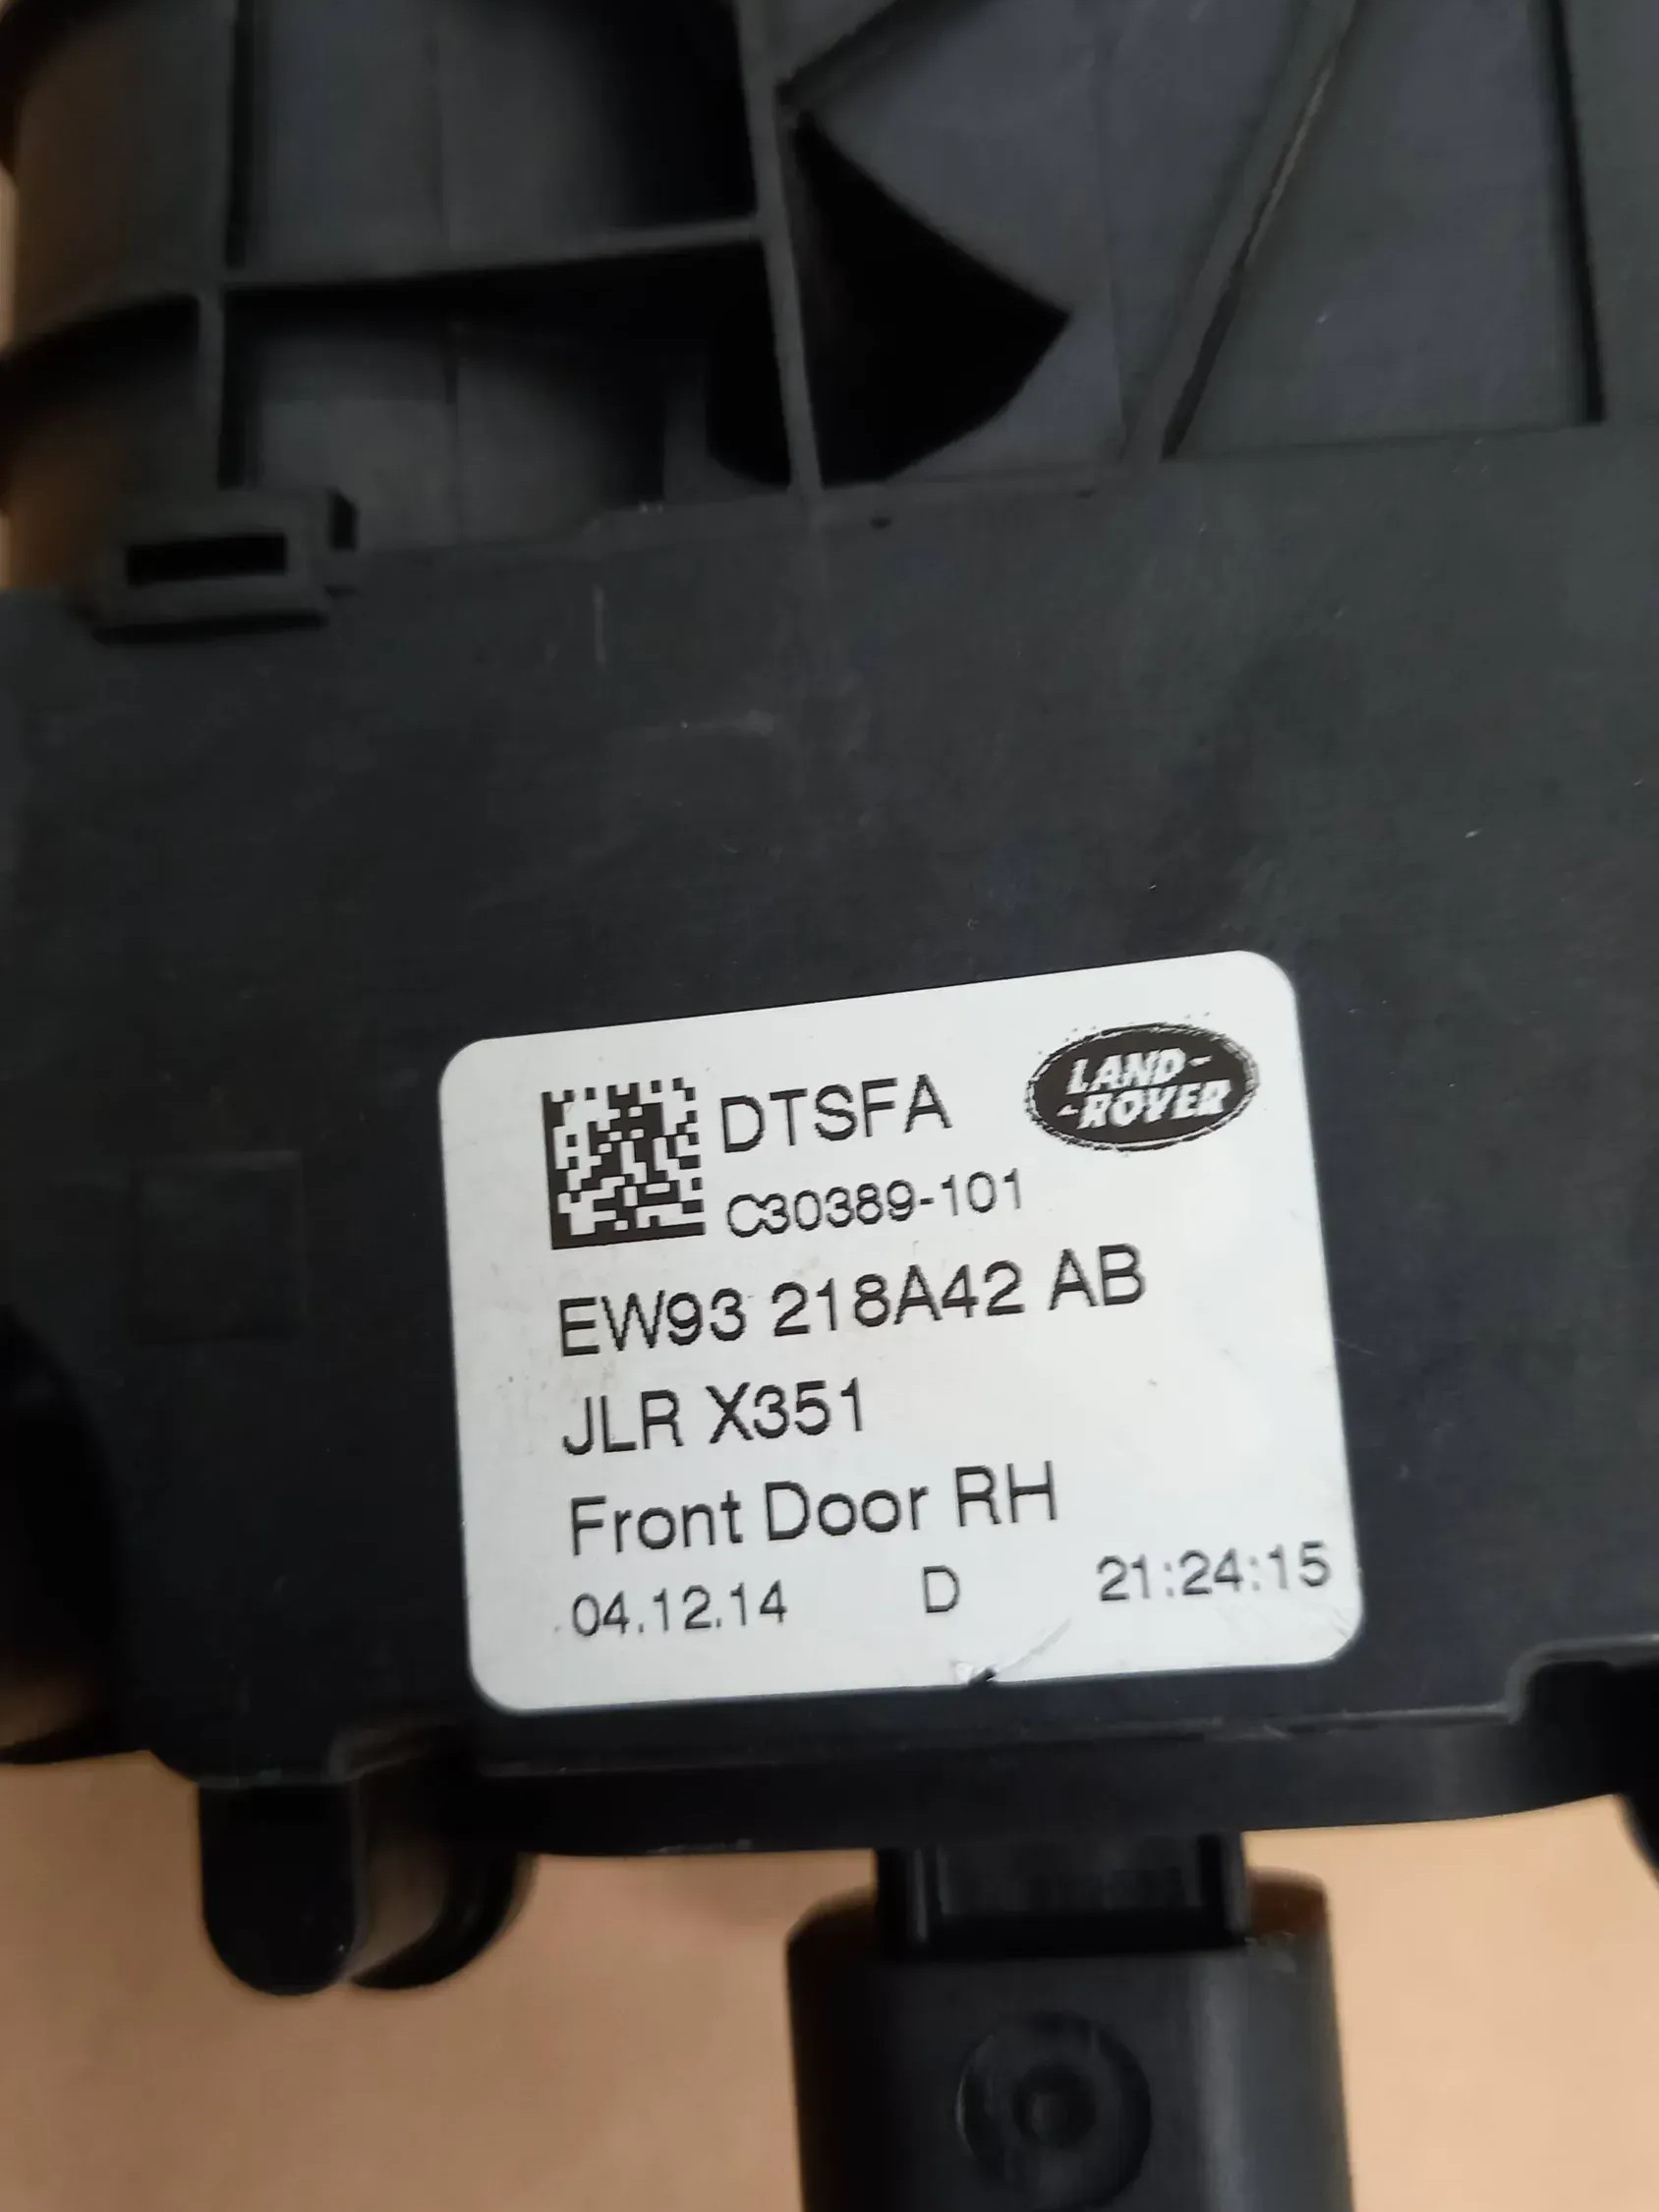 DTSFA
LAND-
-ROVER
C30389-101
EW93 218A42 AB
JLR X351
Front Door RH
04.12.14 D 21:24:15